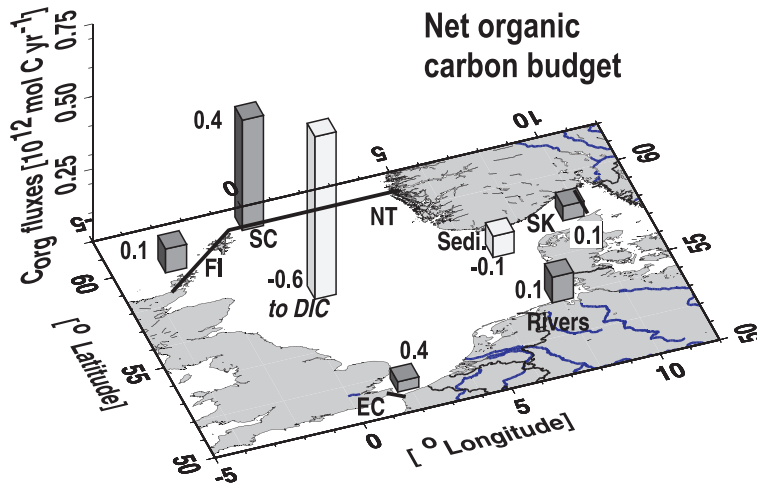 Net organic
carbon budget
Corg fluxes [10¹² mol C yr⁻¹]
0.75
0.50
0.25
0.4
0.1
-5
0
5
10
60
60
55
55
50
50
-5
0
5
10
FI
SC
NT
Sedi.
-0.1
SK
0.1
0.1
Rivers
-0.6
to DIC
0.4
EC
[ º Latitude]
[ º Longitude]